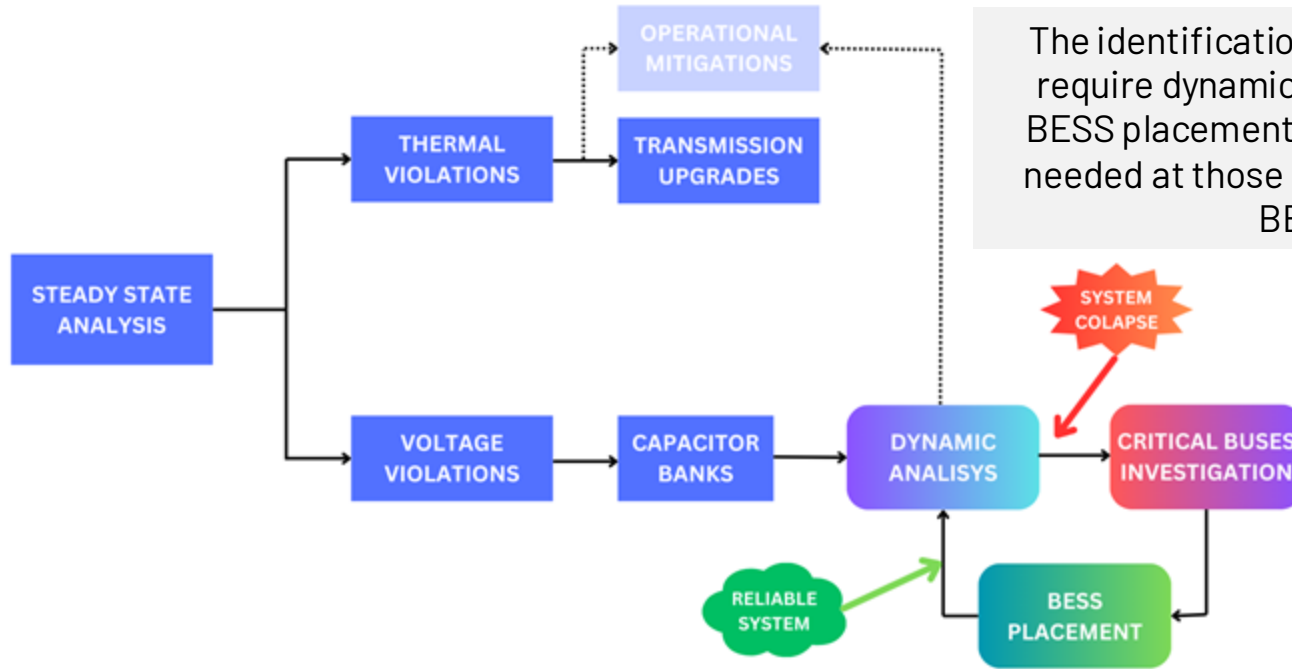 OPERATIONAL
MITIGATIONS
The identificatio
require dynamic
BESS placement
needed at those
BE
THERMAL
VIOLATIONS
TRANSMISSION
UPGRADES
STEADY STATE
ANALYSIS
SYSTEM
COLAPSE
VOLTAGE
VIOLATIONS
CAPACITOR
BANKS
DYNAMIC
ANALISYS
CRITICAL BUSES
INVESTIGATION
RELIABLE
SYSTEM
BESS
PLACEMENT